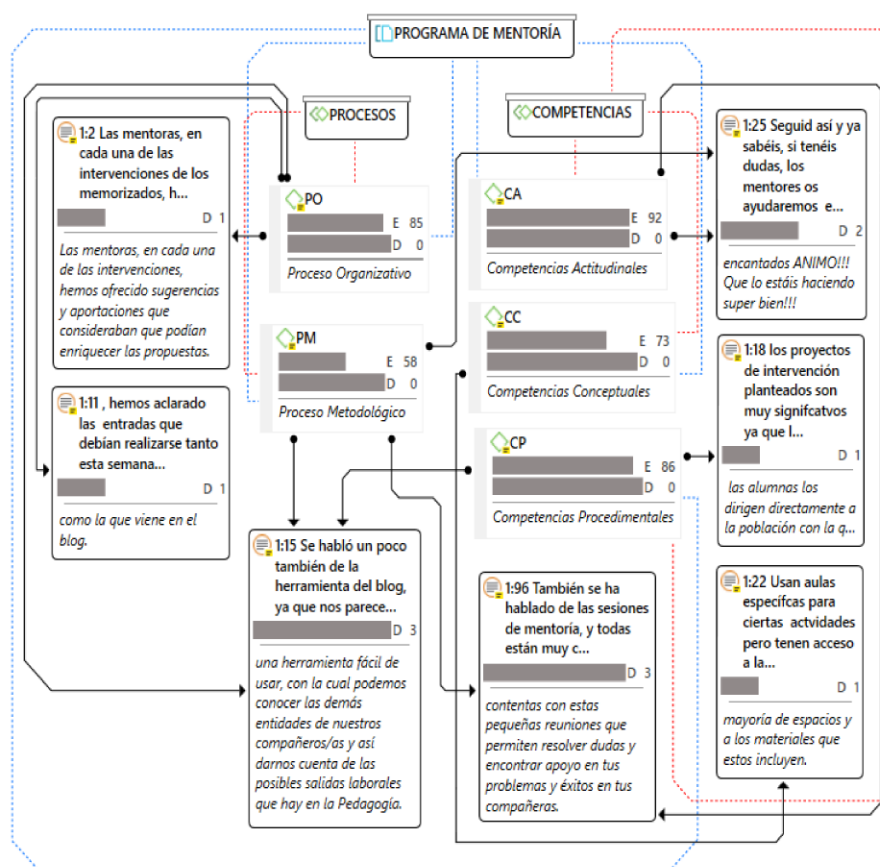 PROGRAMA DE MENTORÍA
PROCESOS
COMPETENCIAS
1:2 Las mentoras, en
cada una de las
intervenciones de los
memorizados, h...
D 1
Las mentoras, en cada una
de las intervenciones,
hemos ofrecido sugerencias
y aportaciones que
consideraban que podían
enriquecer las propuestas.
PO
E 85
D 0
Proceso Organizativo
CA
E 92
D 0
Competencias Actitudinales
1:25 Seguid así y ya
sabéis, si tenéis
dudas, los
mentores os
ayudaremos e...
D 2
encantados ANIMO!!!
Que lo estáis haciendo
super bien!!!
PM
E 58
D 0
Proceso Metodológico
CC
E 73
D 0
Competencias Conceptuales
1:18 los proyectos
de intervención
planteados son
muy signifcatvos
ya que l...
D 1
las alumnas los
dirigen directamente a
la población con la q...
1:11 , hemos aclarado
las entradas que
debían realizarse tanto
esta semana...
D 1
como la que viene en el
blog.
CP
E 86
D 0
Competencias Procedimentales
1:15 Se habló un poco
también de la
herramienta del blog,
ya que nos parece...
D 3
una herramienta fácil de
usar, con la cual podemos
conocer las demás
entidades de nuestros
compañeros/as y así
darnos cuenta de las
posibles salidas laborales
que hay en la Pedagogía.
1:96 También se ha
hablado de las sesiones
de mentoría, y todas
están muy c...
D 3
contentas con estas
pequeñas reuniones que
permiten resolver dudas y
encontrar apoyo en tus
problemas y éxitos en tus
compañeras.
1:22 Usan aulas
específcas para
ciertas actvidades
pero tenen acceso
a la...
D 1
mayoría de espacios y
a los materiales que
estos incluyen.